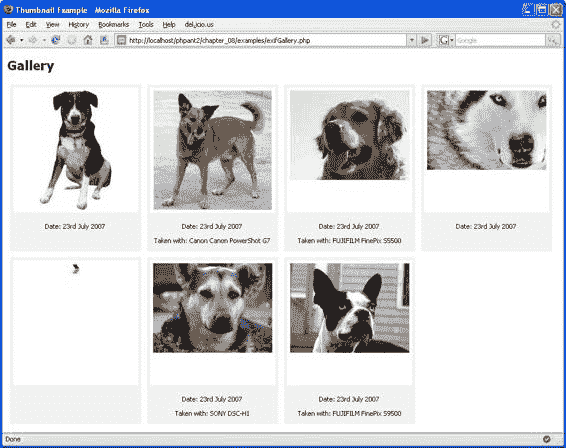 Thumbnail Example - Mozilla Firefox
File Edit View History Bookmarks Tools Help del.icio.us
http://localhost/phpant2/chapter_08/examples/exifGallery.php
Google
Gallery
Date: 23rd July 2007
Date: 23rd July 2007
Taken with: Canon Canon PowerShot G7
Date: 23rd July 2007
Taken with: FUJIFILM FinePix S5500
Date: 23rd July 2007
Date: 23rd July 2007
Taken with: SONY DSC-H1
Date: 23rd July 2007
Taken with: FUJIFILM FinePix S9500
Done